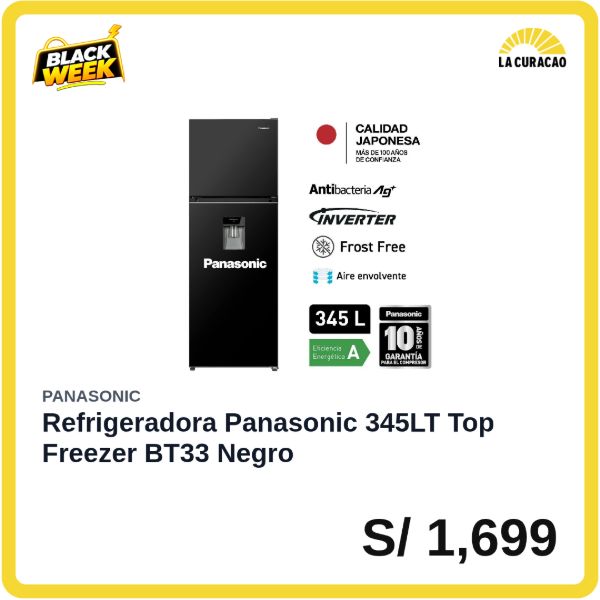 BLACK
WEEK
LA CURACAO
CALIDAD
JAPONESA
MÁS DE 100 AÑOS
DE CONFIANZA
Antibacteria Ag+
INVERTER
Frost Free
Aire envolvente
Panasonic
345 L
Eficiencia
Energética A
Panasonic
10 AÑOS DE
GARANTÍA
PARA EL COMPRESOR
PANASONIC
Refrigeradora Panasonic 345LT Top
Freezer BT33 Negro
S/ 1,699